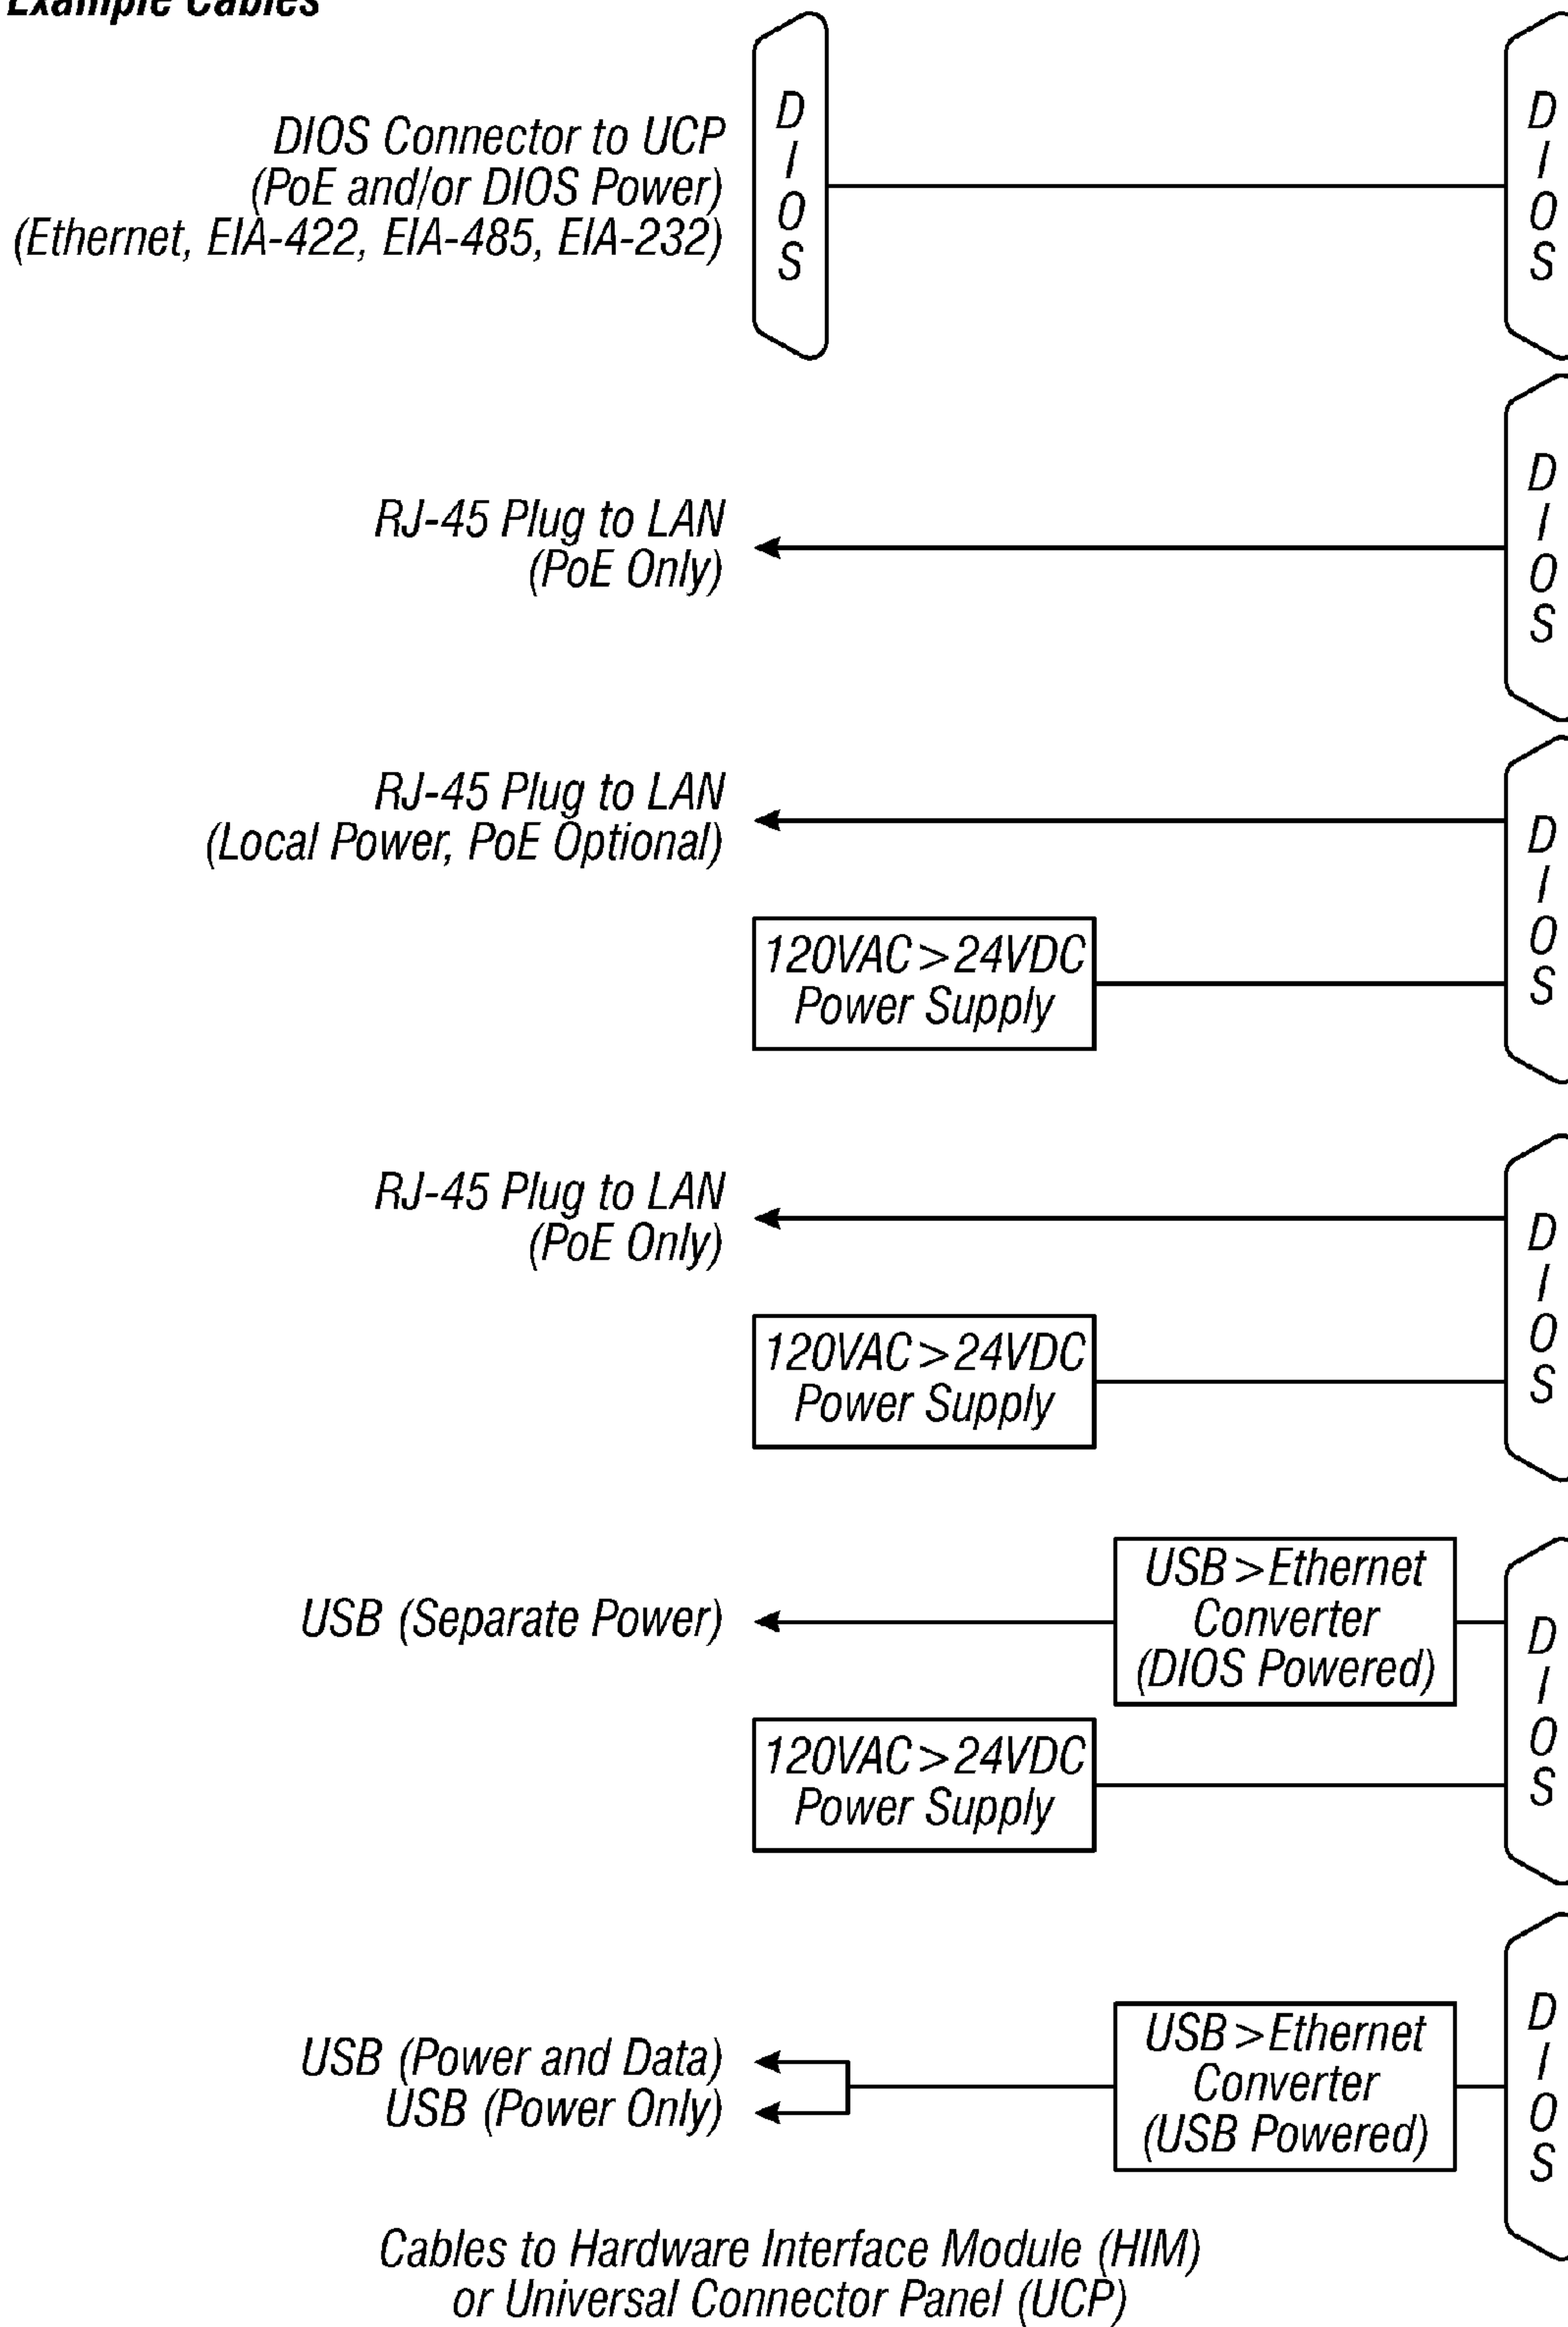 Example Cables
DIOS Connector to UCP
(PoE and/or DIOS Power)
(Ethernet, EIA-422, EIA-485, EIA-232)
D
I
O
S
D
I
O
S
RJ-45 Plug to LAN
(PoE Only)
D
I
O
S
RJ-45 Plug to LAN
(Local Power, PoE Optional)
120VAC>24VDC
Power Supply
D
I
O
S
RJ-45 Plug to LAN
(PoE Only)
120VAC>24VDC
Power Supply
D
I
O
S
USB (Separate Power)
USB>Ethernet
Converter
(DIOS Powered)
120VAC>24VDC
Power Supply
D
I
O
S
USB (Power and Data)
USB (Power Only)
USB>Ethernet
Converter
(USB Powered)
D
I
O
S
Cables to Hardware Interface Module (HIM)
or Universal Connector Panel (UCP)